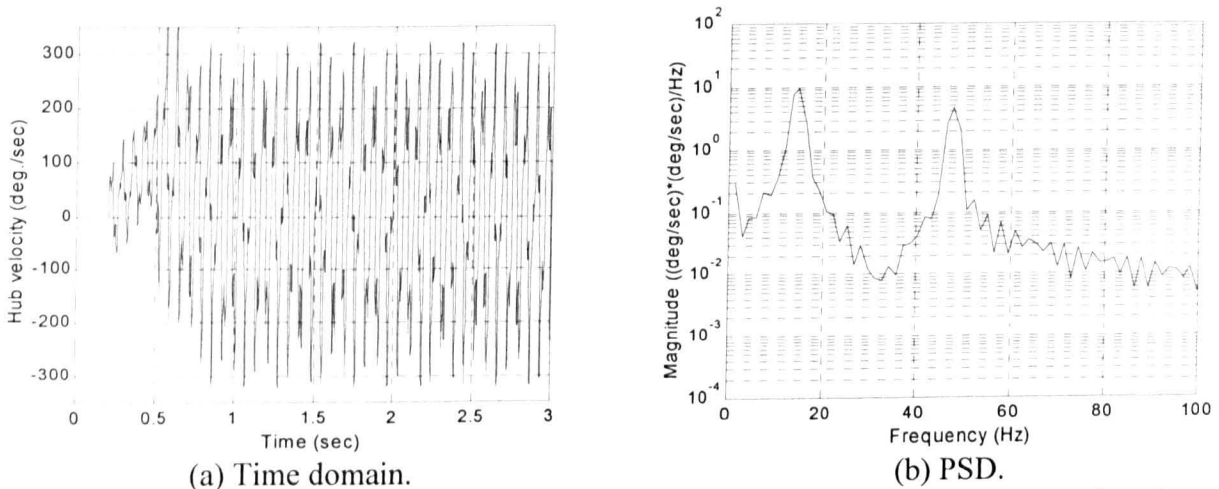 300
200
100
0
-100
-200
-300
Hub velocity (deg./sec)
0 0.5 1 1.5 2 2.5 3
Time (sec)
(a) Time domain.
10^2
10^1
10^0
10^-1
10^-2
10^-3
10^-4
Magnitude ((deg/sec)*(deg/sec)/Hz)
0 20 40 60 80 100
Frequency (Hz)
(b) PSD.